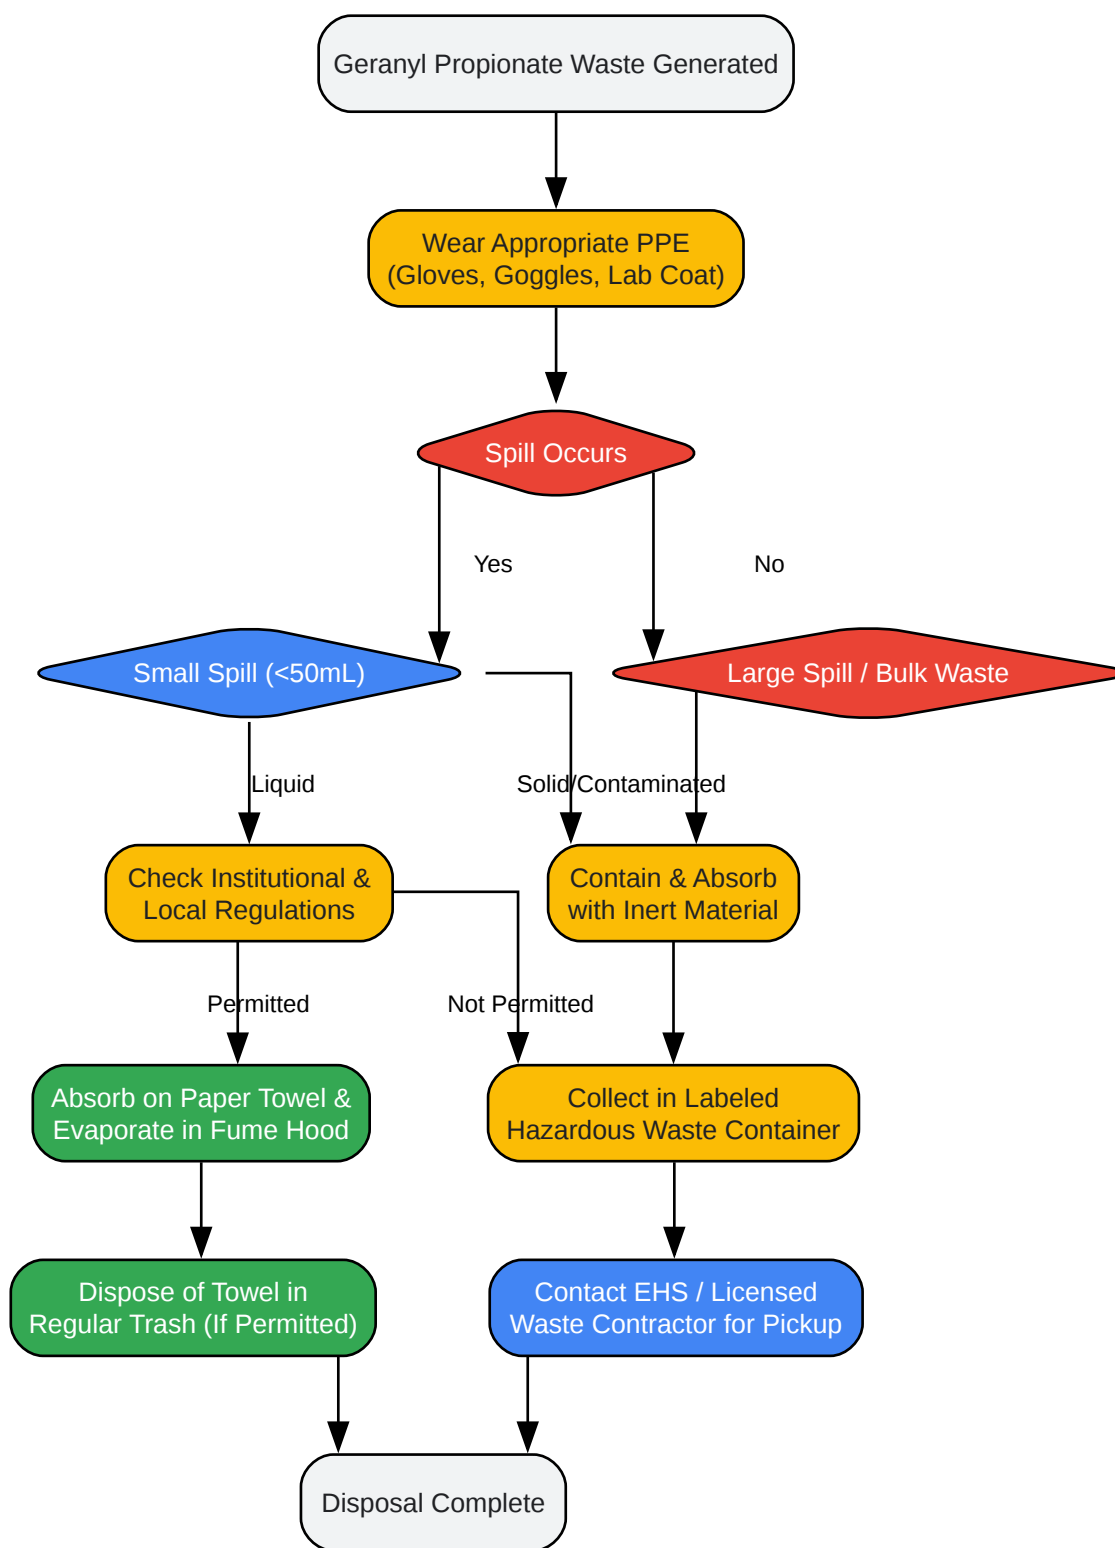 Geranyl Propionate Waste Generated
Wear Appropriate PPE
(Gloves, Goggles, Lab Coat)
Spill Occurs
Yes
No
Small Spill (<50mL)
Large Spill / Bulk Waste
Liquid
Solid/Contaminated
Check Institutional &
Local Regulations
Contain & Absorb
with Inert Material
Permitted
Not Permitted
Absorb on Paper Towel &
Evaporate in Fume Hood
Collect in Labeled
Hazardous Waste Container
Dispose of Towel in
Regular Trash (If Permitted)
Contact EHS / Licensed
Waste Contractor for Pickup
Disposal Complete